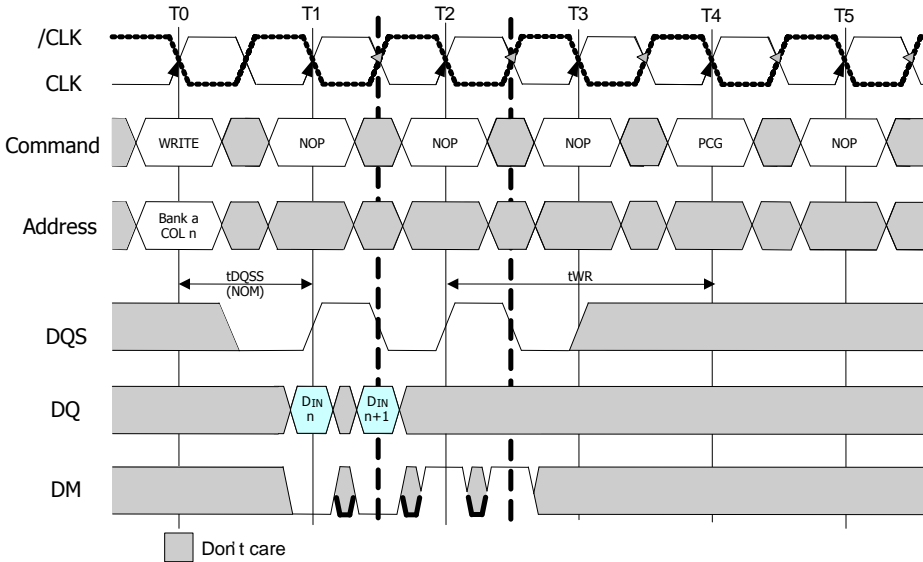 T0 T1 T2 T3 T4 T5
/CLK
CLK
Command WRITE NOP NOP NOP PCG NOP
Address Bank a
COL n
tDQSS
(NOM)
tWR
DQS
DQ DIN
n
DIN
n+1
DM
Don't care